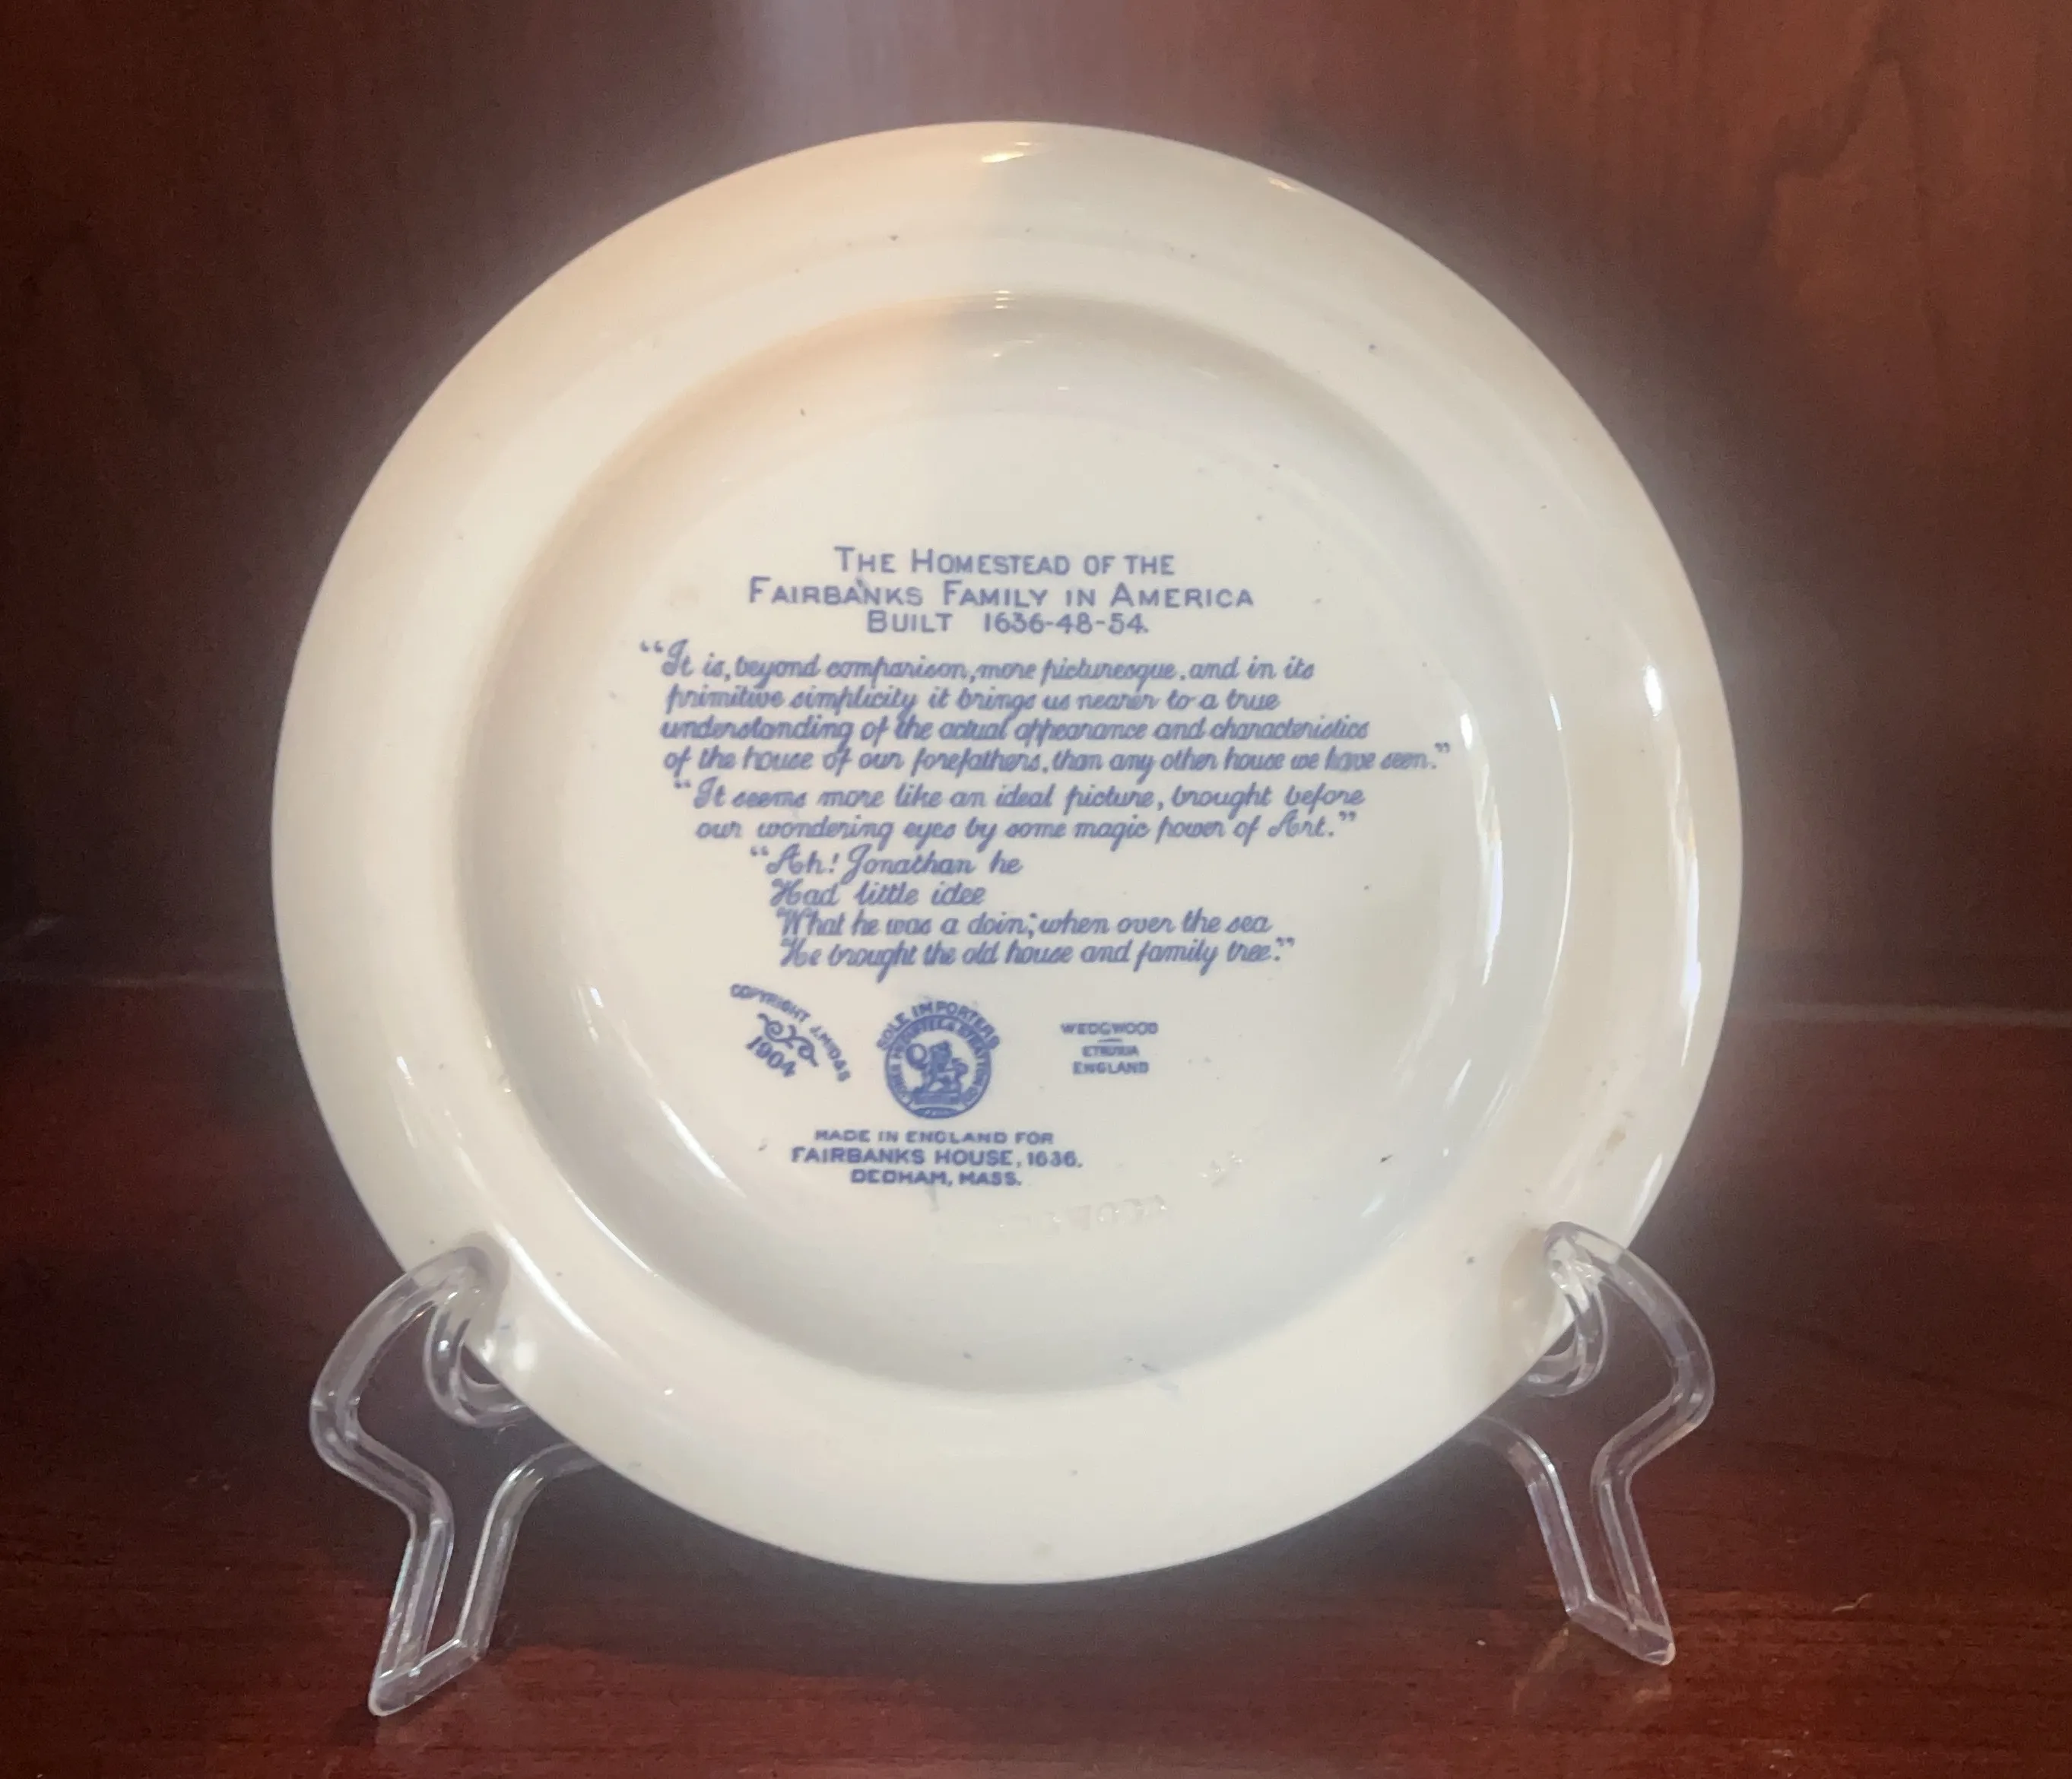 THE HOMESTEAD OF THE
FAIRBANKS FAMILY IN AMERICA
BUILT 1636-48-54.
"It is, beyond comparison, more picturesque, and in its
primitive simplicity it brings us nearer to a true
understanding of the actual appearance and characteristics
of the house of our forefathers, than any other house we have seen."
"It seems more like an ideal picture, brought before
our wondering eyes by some magic power of Art."
"Ah! Jonathan he
Had little idee
What he was a doin', when over the sea
He brought the old house and family tree."
COPYRIGHT
1904
SOLE IMPORTERS
JONES McDUFFEE & STRATTON CO
WEDGWOOD
ETRURIA
ENGLAND
MADE IN ENGLAND FOR
FAIRBANKS HOUSE, 1636.
DEDHAM, MASS.